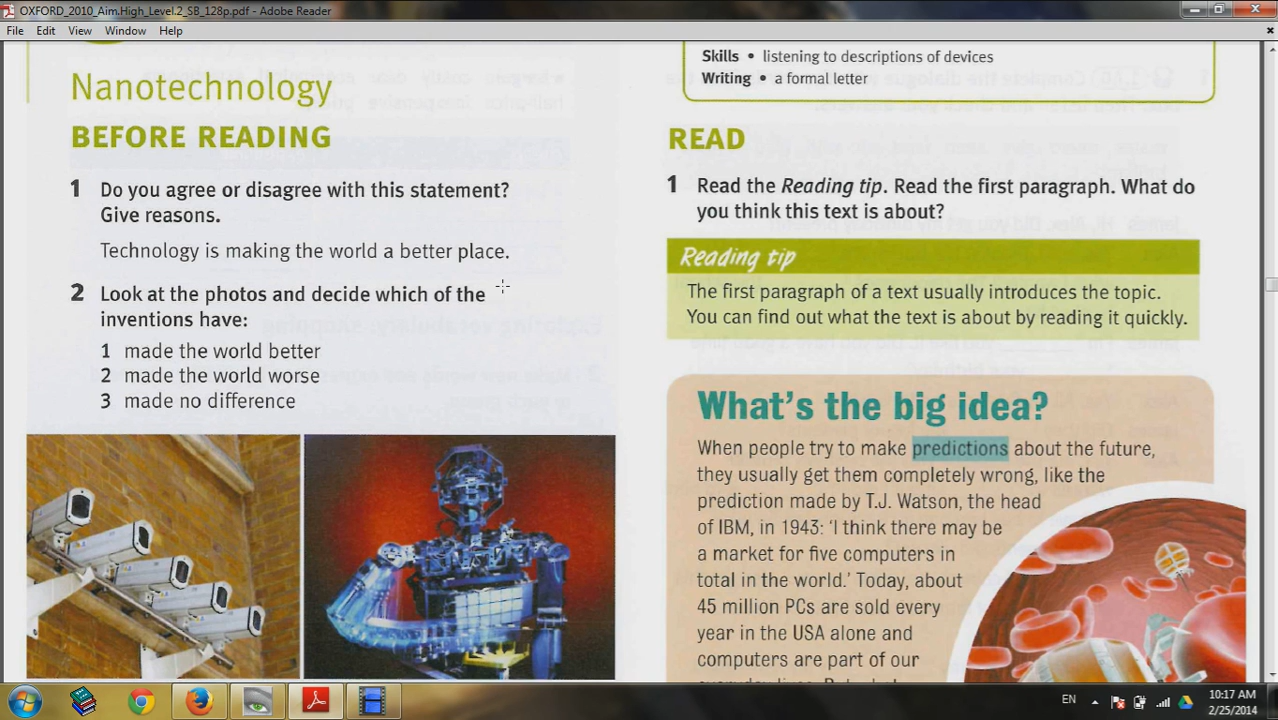 OXFORD_2010_Aim.High_Level.2_SB_128p.pdf - Adobe Reader
File Edit View Window Help
Nanotechnology
BEFORE READING
1 Do you agree or disagree with this statement?
Give reasons.
Technology is making the world a better place.
2 Look at the photos and decide which of the
inventions have:
1 made the world better
2 made the world worse
3 made no difference
Skills • listening to descriptions of devices
Writing • a formal letter
READ
1 Read the Reading tip. Read the first paragraph. What do
you think this text is about?
Reading tip
The first paragraph of a text usually introduces the topic.
You can find out what the text is about by reading it quickly.
What's the big idea?
When people try to make predictions about the future,
they usually get them completely wrong, like the
prediction made by T.J. Watson, the head
of IBM, in 1943: 'I think there may be
a market for five computers in
total in the world.' Today, about
45 million PCs are sold every
year in the USA alone and
computers are part of our
EN
10:17 AM
2/25/2014